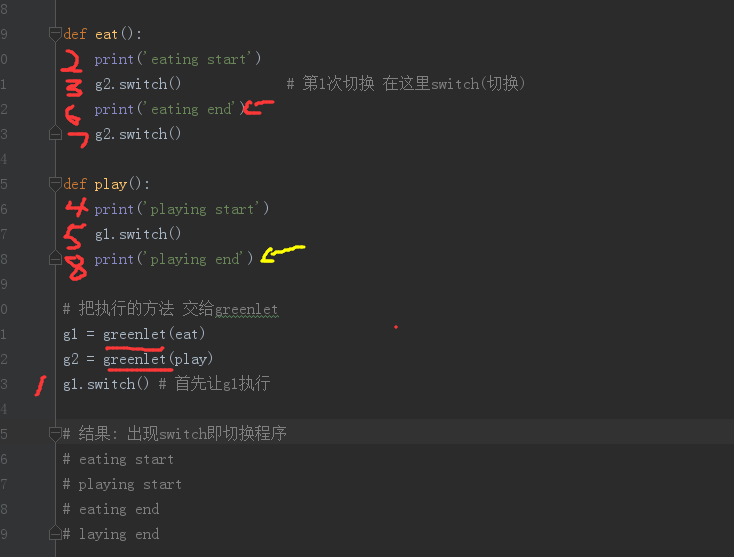 8
9 def eat():
0 2 print('eating start')
1 3 g2.switch() # 第1次切换 在这里switch(切换)
2 6 print('eating end')
3 7 g2.switch()
4
5 def play():
6 4 print('playing start')
7 5 g1.switch()
8 8 print('playing end')
9
0 # 把执行的方法 交给greenlet
1 g1 = greenlet(eat)
2 g2 = greenlet(play)
3 1 g1.switch() # 首先让g1执行
4
5 # 结果: 出现switch即切换程序
6 # eating start
7 # playing start
8 # eating end
9 # laying end